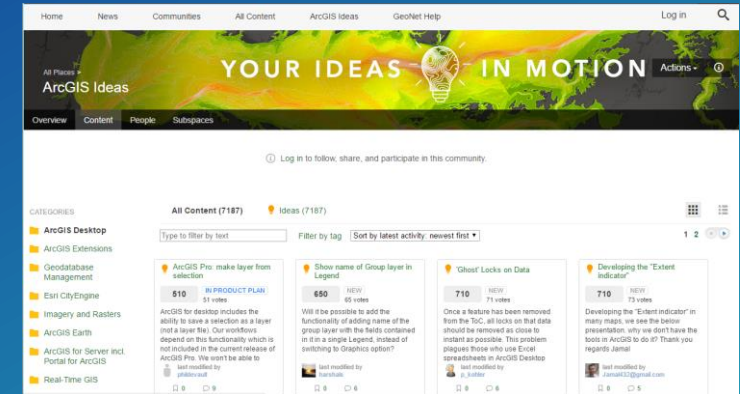 Home News Communities All Content ArcGIS Ideas GeoNet Help Log in
All Places
ArcGIS Ideas
YOUR IDEAS IN MOTION
Actions
Overview Content People Subspaces
Log in to follow, share, and participate in this community.
CATEGORIES
ArcGIS Desktop
ArcGIS Extensions
Geodatabase
Management
Esri CityEngine
Imagery and Rasters
ArcGIS Earth
ArcGIS for Server incl.
Portal for ArcGIS
Real-Time GIS
All Content (7187) Ideas (7187)
Type to filter by text Filter by tag Sort by latest activity: newest first 1 2
ArcGIS Pro: make layer from
selection
510 IN PRODUCT PLAN
51 votes
ArcGIS for desktop includes the
ability to save a selection as a layer
(not a layer file). Our workflows
depend on this functionality which is
not included in the current release of
ArcGIS Pro. We won't be able to
last modified by
0 9
Show name of Group layer in
Legend
650 NEW
65 votes
Will it be possible to add the
functionality of adding name of the
group layer with the fields contained
in it in a single Legend, instead of
switching to Graphics option?
last modified by
harshak
0 6
'Ghost' Locks on Data
710 NEW
71 votes
Once a feature has been removed
from the ToC, all locks on that data
should be removed as close to
instant as possible. This problem
plagues those who use Excel
spreadsheets in ArcGIS Desktop
last modified by
p_kohler
0 6
Developing the "Extent
indicator"
710 NEW
73 votes
Developing the "Extent indicator" in
many maps, we see the below
presentation. why we don't have the
tools in ArcGIS to do it? Thank you
regards Jamal
last modified by
Jamal432@gmail.com
0 5